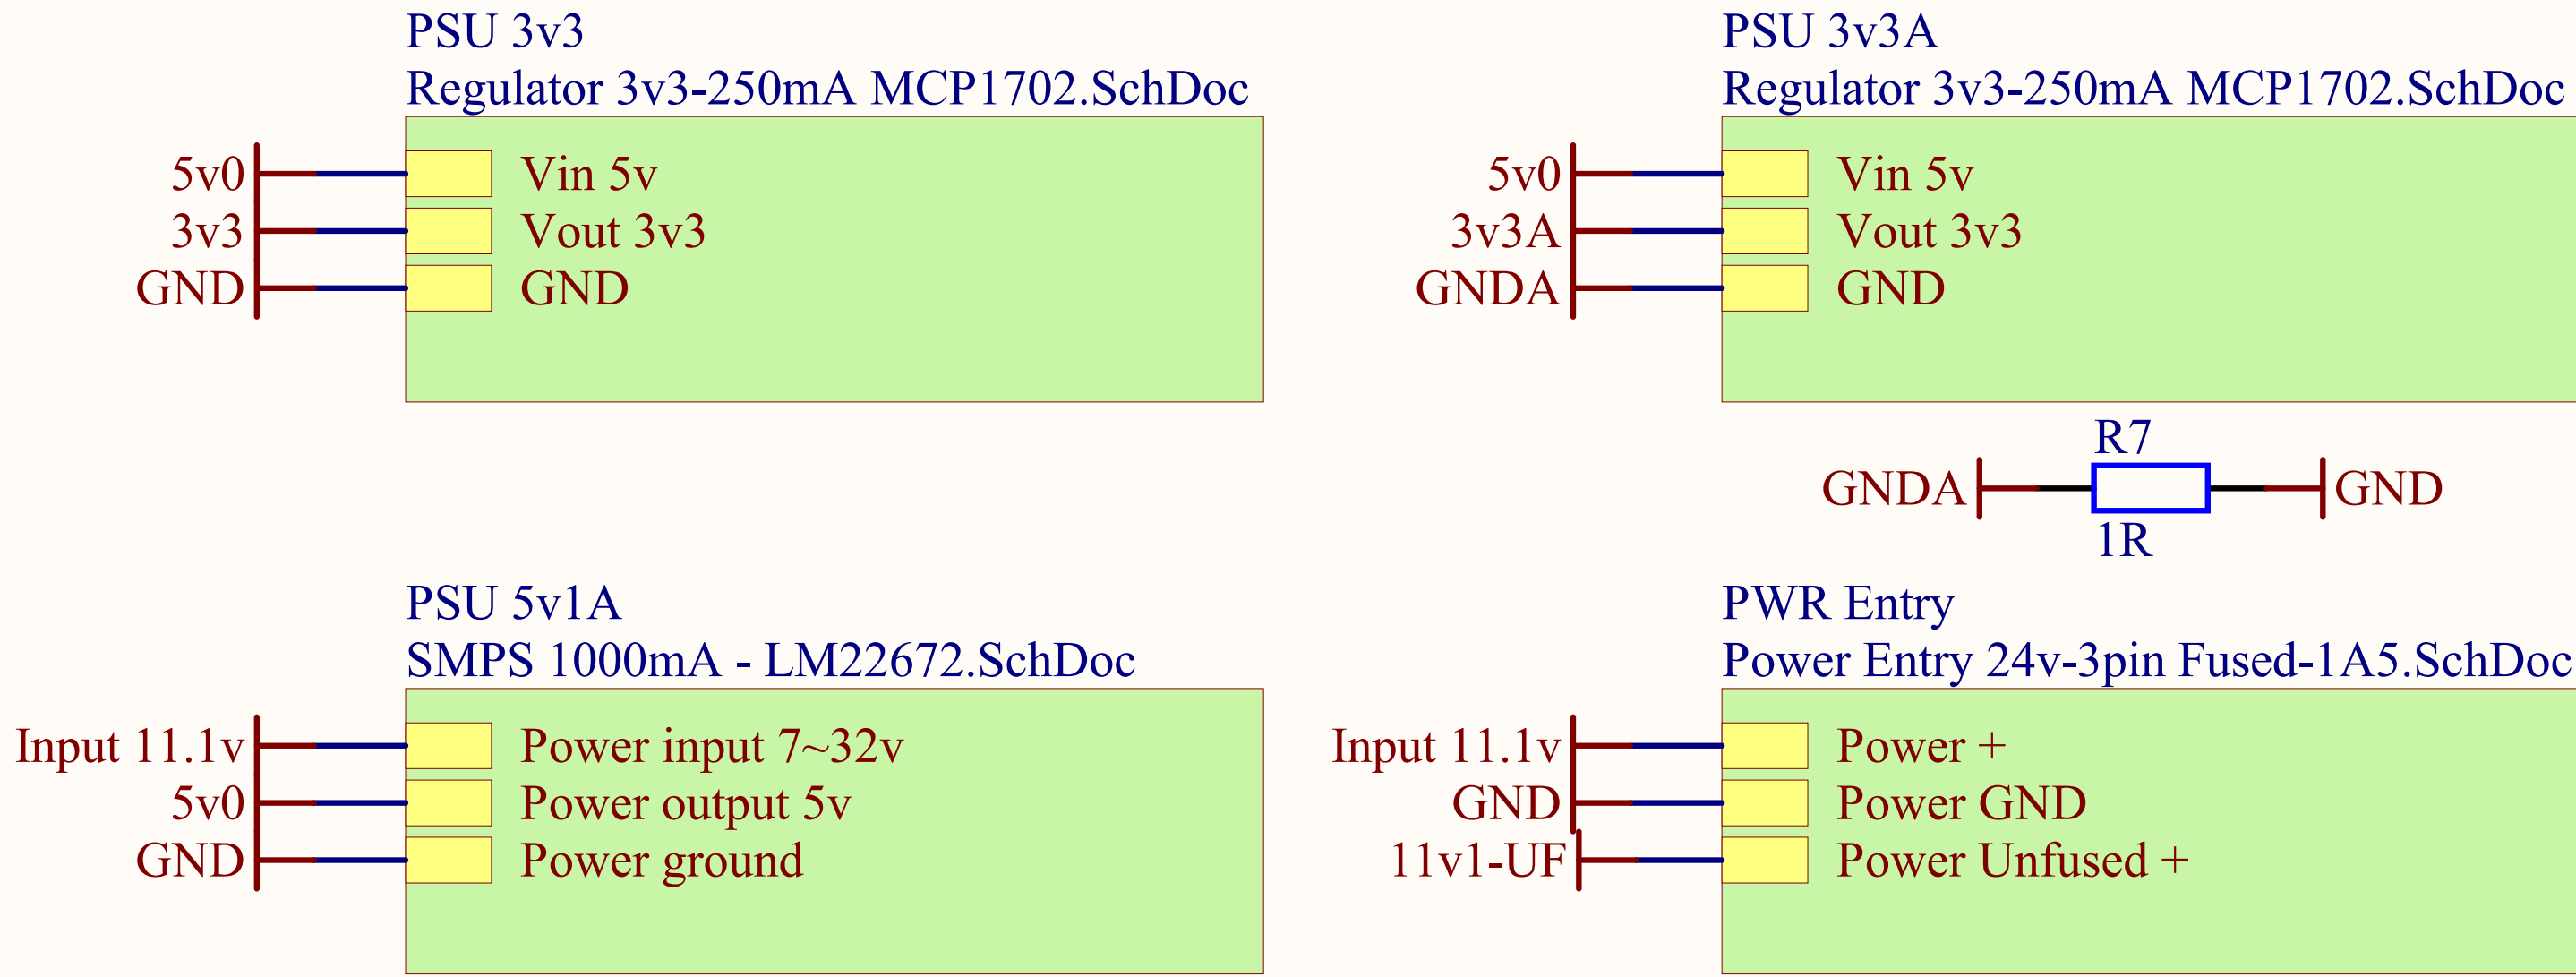 PSU 3v3
Regulator 3v3-250mA MCP1702.SchDoc
5v0 Vin 5v
3v3 Vout 3v3
GND GND
PSU 3v3A
Regulator 3v3-250mA MCP1702.SchDoc
5v0 Vin 5v
3v3A Vout 3v3
GNDA GND
R7
GNDA GND
1R
PSU 5v1A
SMPS 1000mA - LM22672.SchDoc
Input 11.1v Power input 7~32v
5v0 Power output 5v
GND Power ground
PWR Entry
Power Entry 24v-3pin Fused-1A5.SchDoc
Input 11.1v Power +
GND Power GND
11v1-UF Power Unfused +